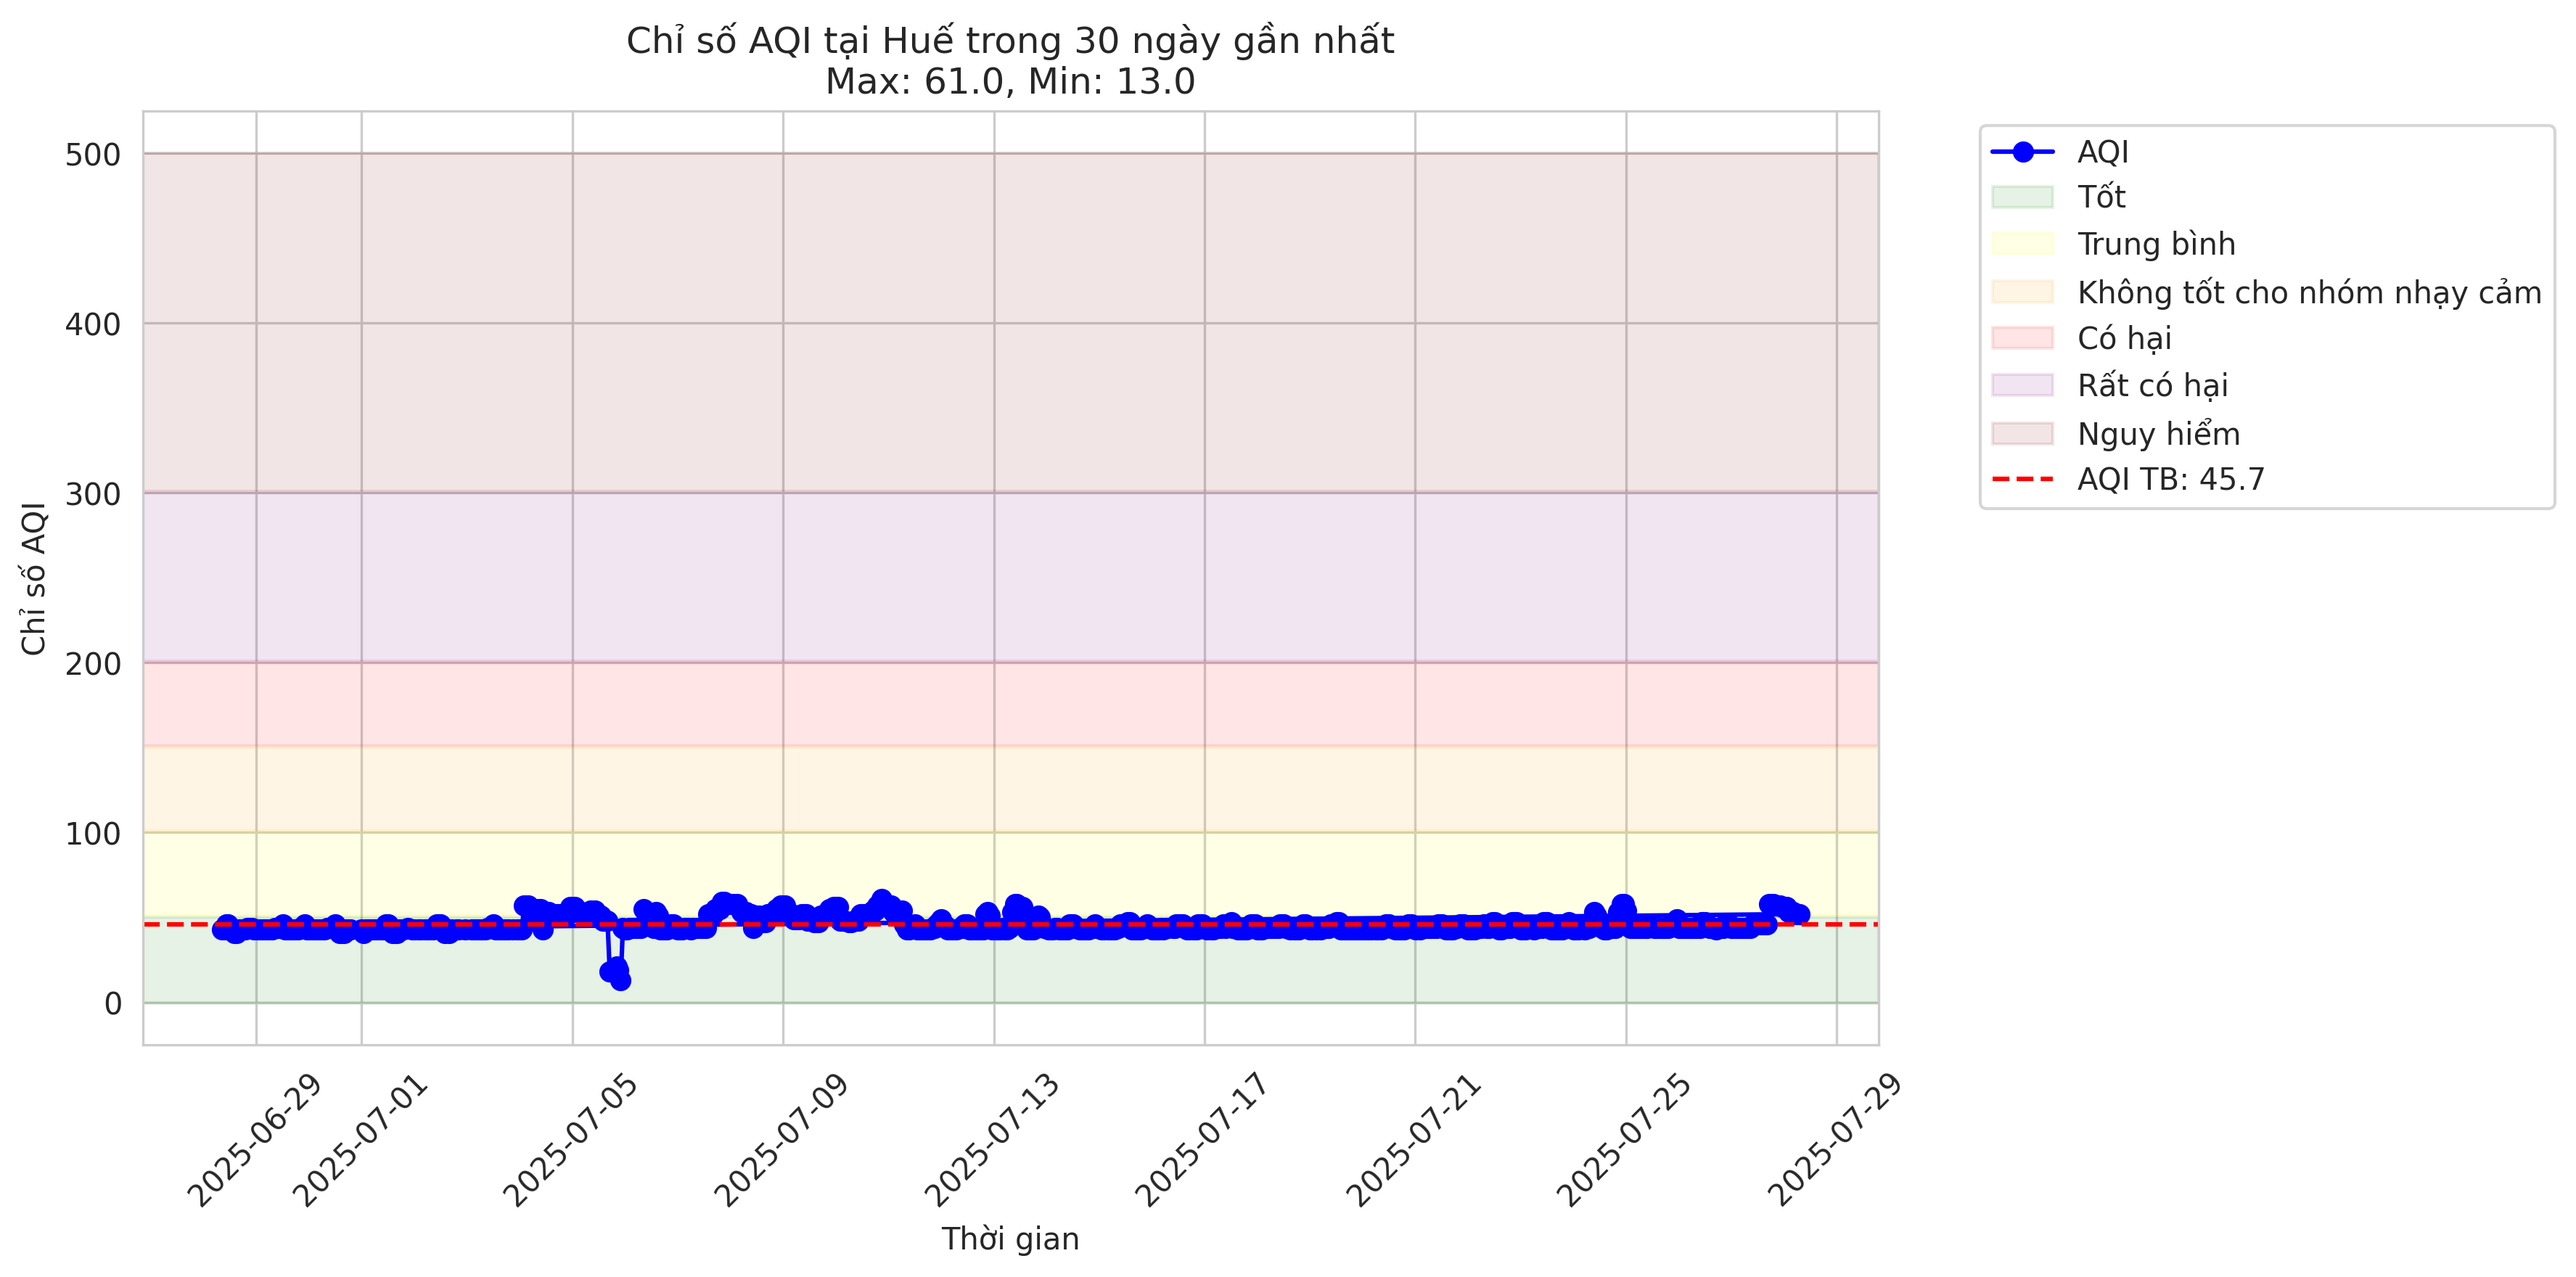 Chỉ số AQI tại Huế trong 30 ngày gần nhất
Max: 61.0, Min: 13.0
Chỉ số AQI
500
400
300
200
100
0
2025-06-29
2025-07-01
2025-07-05
2025-07-09
2025-07-13
2025-07-17
2025-07-21
2025-07-25
2025-07-29
Thời gian
AQI
Tốt
Trung bình
Không tốt cho nhóm nhạy cảm
Có hại
Rất có hại
Nguy hiểm
AQI TB: 45.7